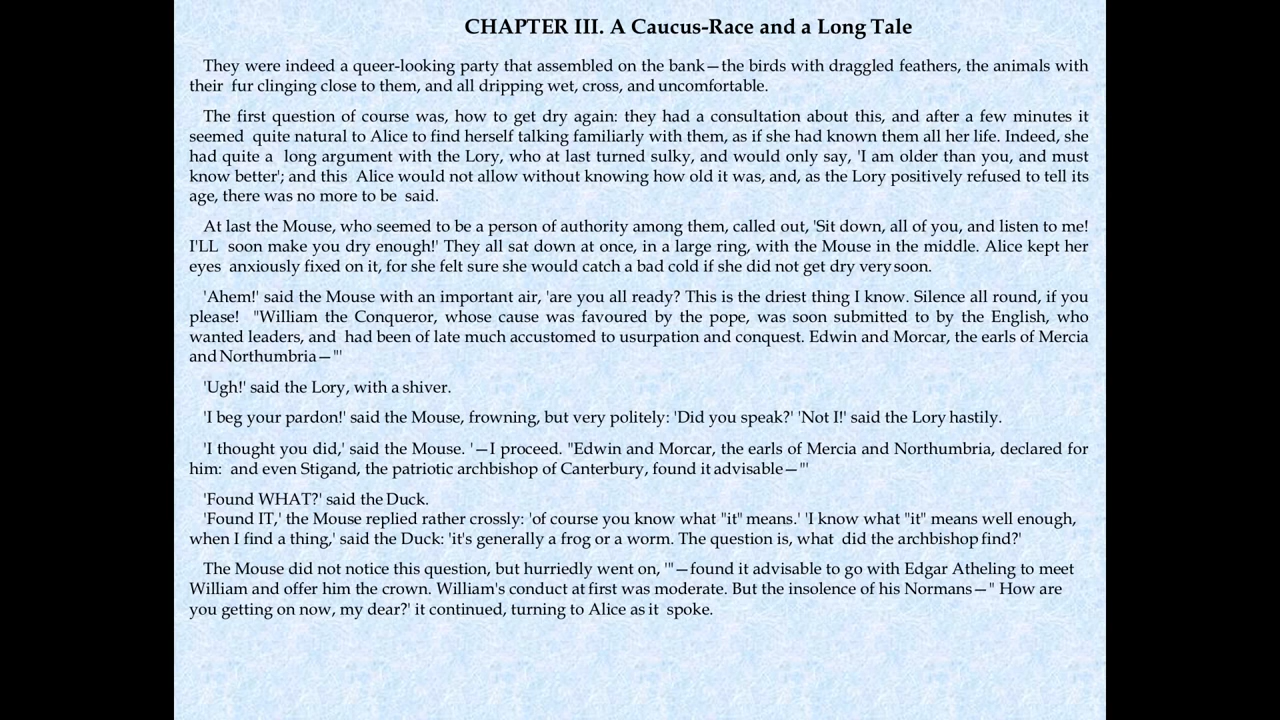 CHAPTER III. A Caucus-Race and a Long Tale
They were indeed a queer-looking party that assembled on the bank—the birds with draggled feathers, the animals with
their fur clinging close to them, and all dripping wet, cross, and uncomfortable.
The first question of course was, how to get dry again: they had a consultation about this, and after a few minutes it
seemed quite natural to Alice to find herself talking familiarly with them, as if she had known them all her life. Indeed, she
had quite a long argument with the Lory, who at last turned sulky, and would only say, 'I am older than you, and must
know better'; and this Alice would not allow without knowing how old it was, and, as the Lory positively refused to tell its
age, there was no more to be said.
At last the Mouse, who seemed to be a person of authority among them, called out, 'Sit down, all of you, and listen to me!
I'LL soon make you dry enough!' They all sat down at once, in a large ring, with the Mouse in the middle. Alice kept her
eyes anxiously fixed on it, for she felt sure she would catch a bad cold if she did not get dry very soon.
'Ahem!' said the Mouse with an important air, 'are you all ready? This is the driest thing I know. Silence all round, if you
please! "William the Conqueror, whose cause was favoured by the pope, was soon submitted to by the English, who
wanted leaders, and had been of late much accustomed to usurpation and conquest. Edwin and Morcar, the earls of Mercia
and Northumbria—"'
'Ugh!' said the Lory, with a shiver.
'I beg your pardon!' said the Mouse, frowning, but very politely: 'Did you speak?' 'Not I!' said the Lory hastily.
'I thought you did,' said the Mouse. '—I proceed. "Edwin and Morcar, the earls of Mercia and Northumbria, declared for
him: and even Stigand, the patriotic archbishop of Canterbury, found it advisable—"'
'Found WHAT?' said the Duck.
'Found IT,' the Mouse replied rather crossly: 'of course you know what "it" means.' 'I know what "it" means well enough,
when I find a thing,' said the Duck: 'it's generally a frog or a worm. The question is, what did the archbishop find?'
The Mouse did not notice this question, but hurriedly went on, '"—found it advisable to go with Edgar Atheling to meet
William and offer him the crown. William's conduct at first was moderate. But the insolence of his Normans—" How are
you getting on now, my dear?' it continued, turning to Alice as it spoke.